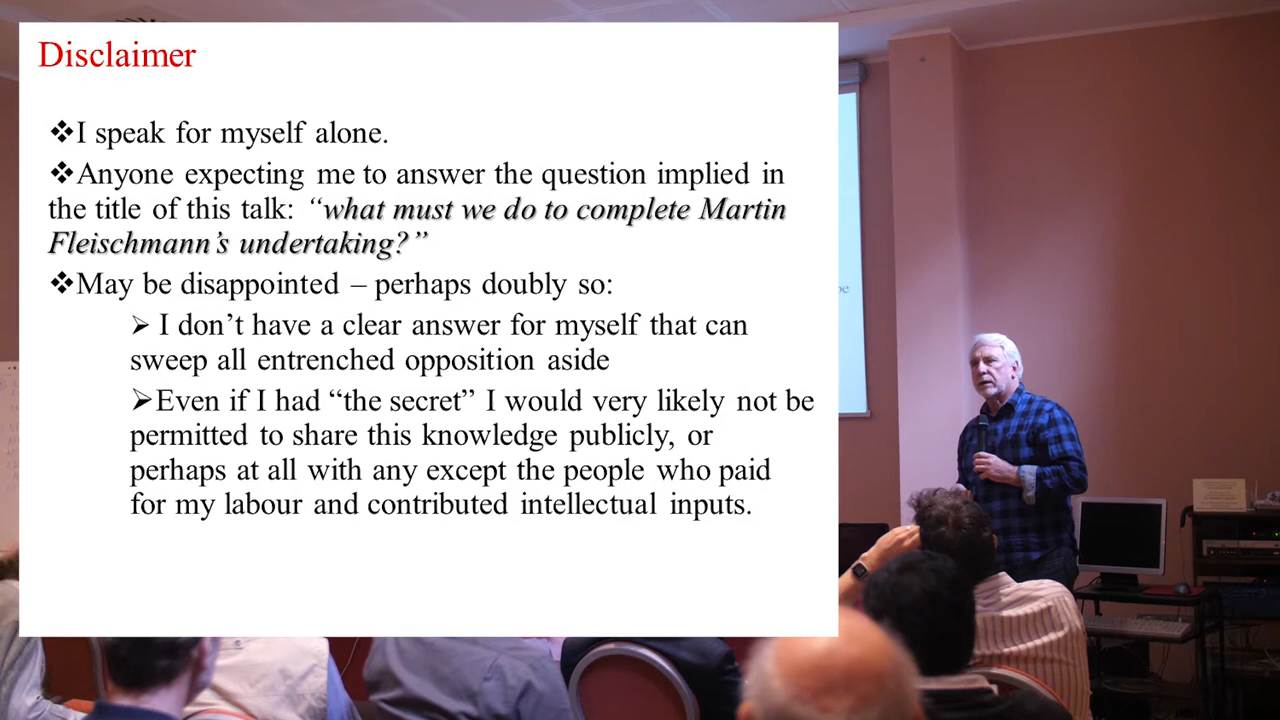 Disclaimer
❖I speak for myself alone.
❖Anyone expecting me to answer the question implied in
the title of this talk: “what must we do to complete Martin
Fleischmann’s undertaking?”
❖May be disappointed – perhaps doubly so:
➢ I don’t have a clear answer for myself that can
sweep all entrenched opposition aside
➢Even if I had “the secret” I would very likely not be
permitted to share this knowledge publicly, or
perhaps at all with any except the people who paid
for my labour and contributed intellectual inputs.